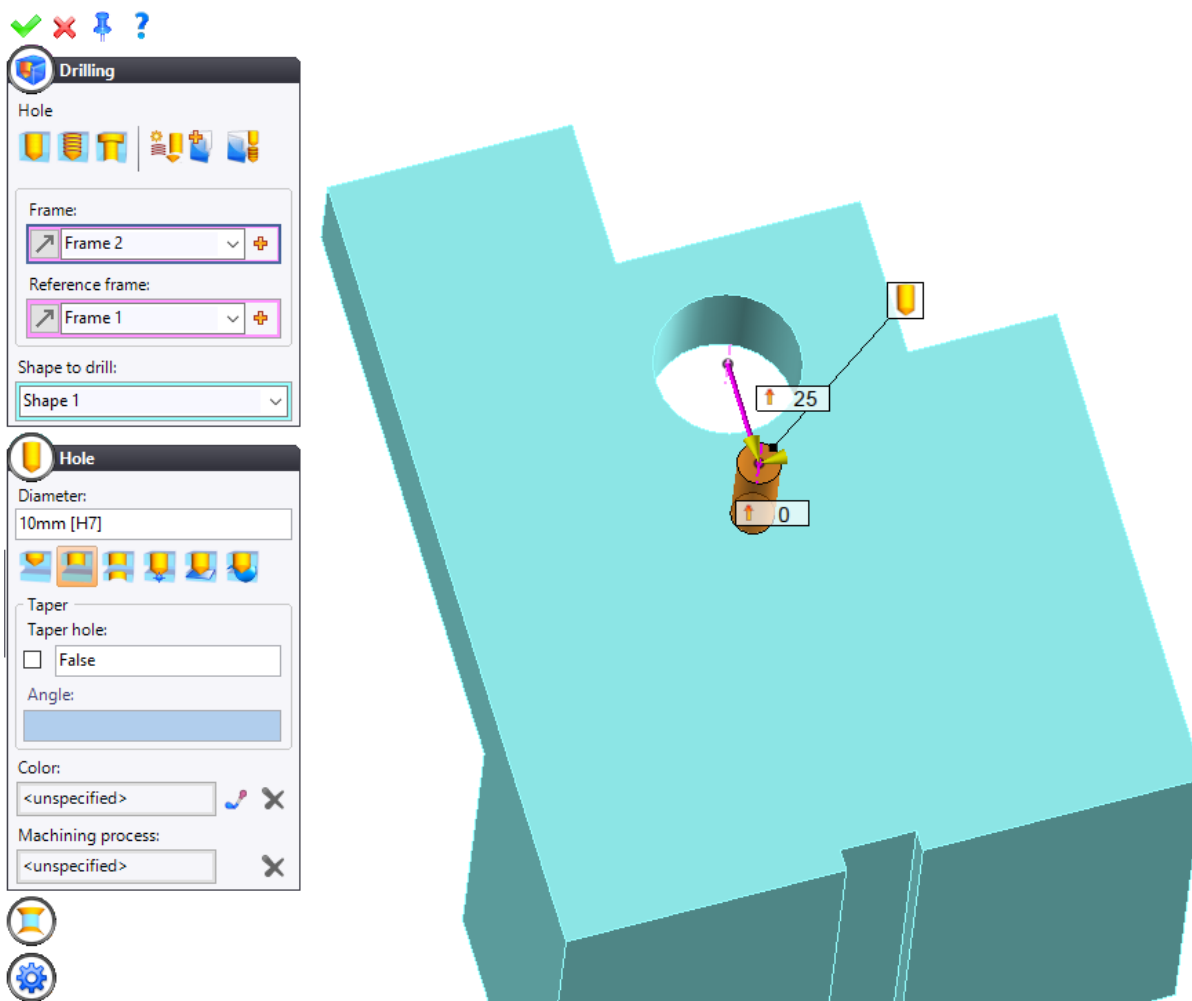 ?
Drilling
Hole
Frame:
Frame 2
Reference frame:
Frame 1
Shape to drill:
Shape 1
Hole
Diameter:
10mm [H7]
Taper
Taper hole:
False
Angle:
Color:
<unspecified>
Machining process:
<unspecified>
25
0